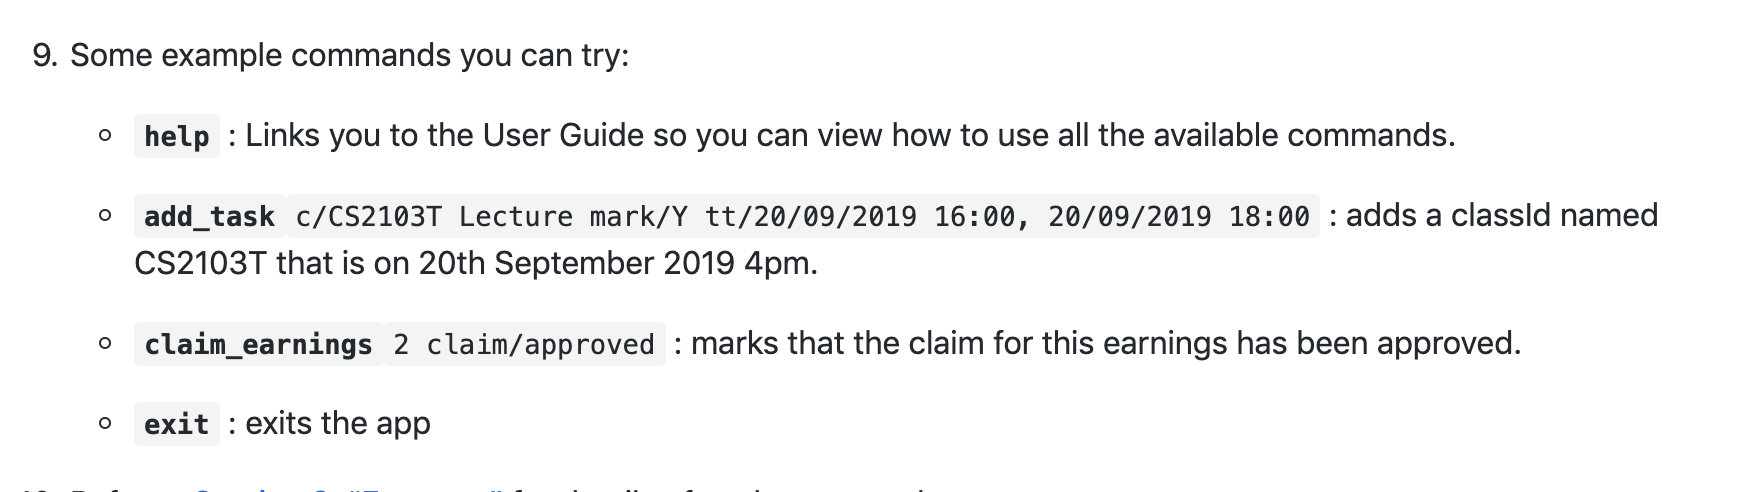 9. Some example commands you can try:
help : Links you to the User Guide so you can view how to use all the available commands.
add_task c/CS2103T Lecture mark/Y tt/20/09/2019 16:00, 20/09/2019 18:00 : adds a classId named
CS2103T that is on 20th September 2019 4pm.
claim_earnings 2 claim/approved : marks that the claim for this earnings has been approved.
exit : exits the app